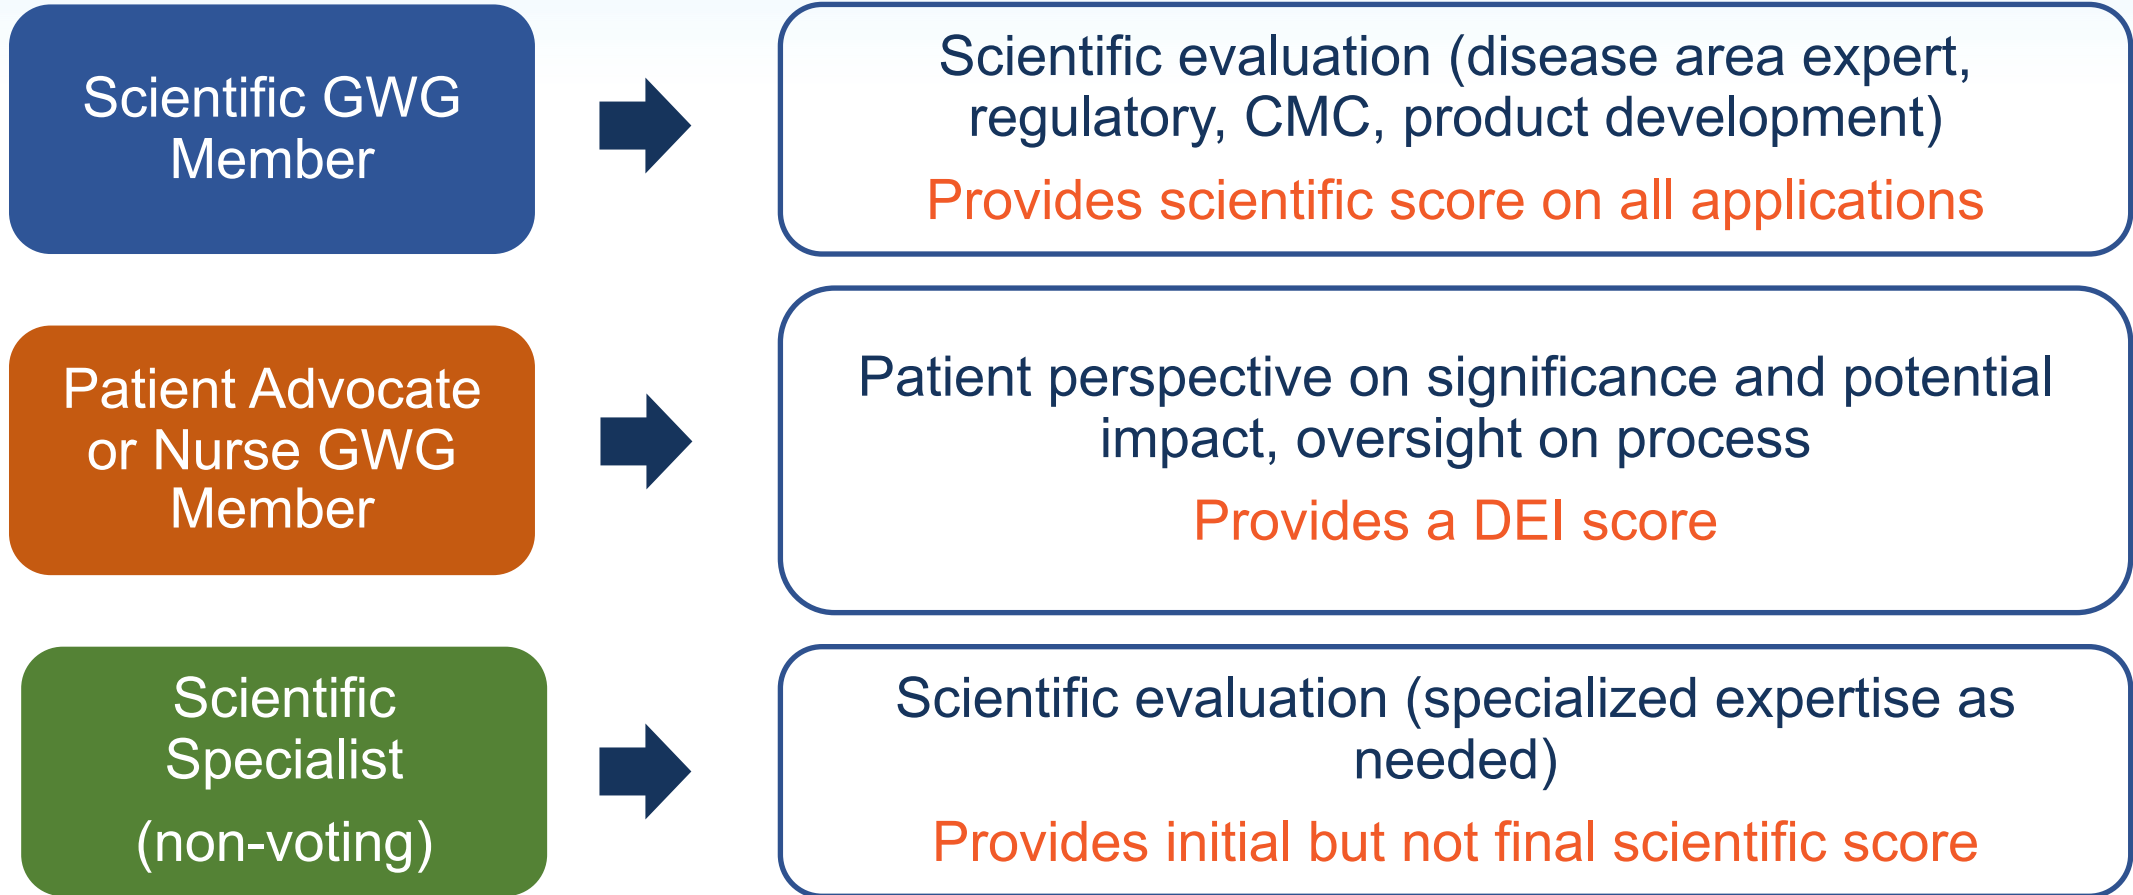 Scientific GWG
Member
Scientific evaluation (disease area expert,
regulatory, CMC, product development)
Provides scientific score on all applications
Patient Advocate
or Nurse GWG
Member
Patient perspective on significance and potential
impact, oversight on process
Provides a DEI score
Scientific
Specialist
(non-voting)
Scientific evaluation (specialized expertise as
needed)
Provides initial but not final scientific score